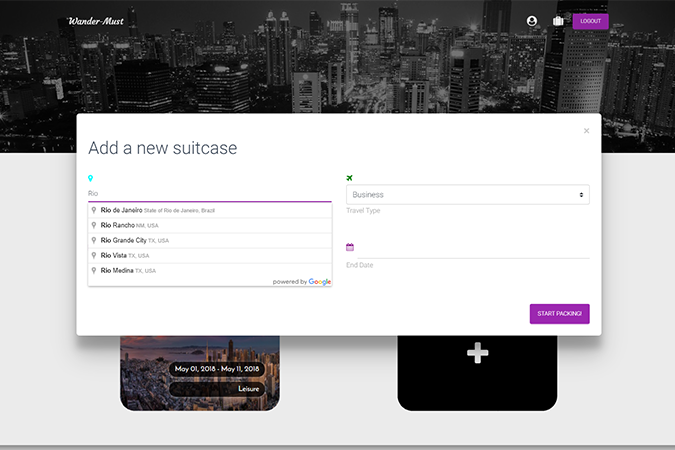 Wander-Must
LOGOUT
×
Add a new suitcase
Rio
Rio de Janeiro State of Rio de Janeiro, Brazil
Rio Rancho NM, USA
Rio Grande City TX, USA
Rio Vista TX, USA
Rio Medina TX, USA
powered by Google
Business
Travel Type
End Date
START PACKING!
May 01, 2018 - May 11, 2018
Leisure